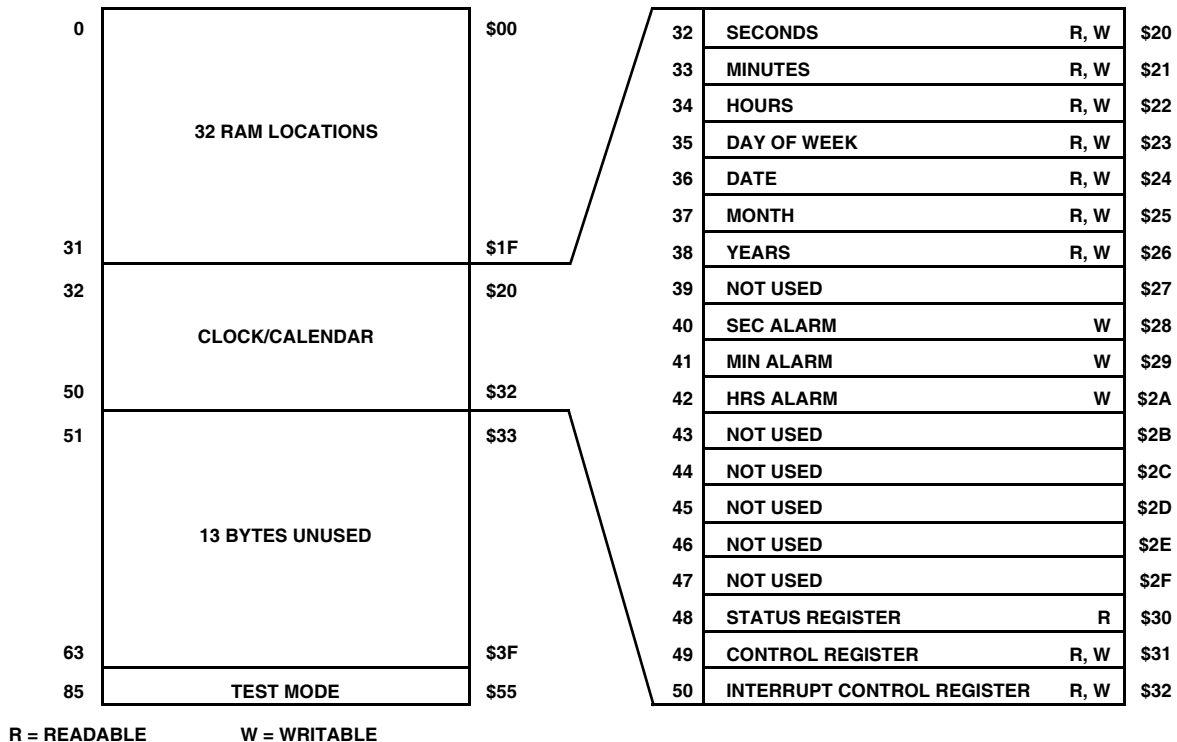 0 $00
32 RAM LOCATIONS
31 $1F
32 $20
CLOCK/CALENDAR
50 $32
51 $33
13 BYTES UNUSED
63 $3F
85 TEST MODE $55
32 SECONDS R, W $20
33 MINUTES R, W $21
34 HOURS R, W $22
35 DAY OF WEEK R, W $23
36 DATE R, W $24
37 MONTH R, W $25
38 YEARS R, W $26
39 NOT USED $27
40 SEC ALARM W $28
41 MIN ALARM W $29
42 HRS ALARM W $2A
43 NOT USED $2B
44 NOT USED $2C
45 NOT USED $2D
46 NOT USED $2E
47 NOT USED $2F
48 STATUS REGISTER R $30
49 CONTROL REGISTER R, W $31
50 INTERRUPT CONTROL REGISTER R, W $32
R = READABLE W = WRITABLE